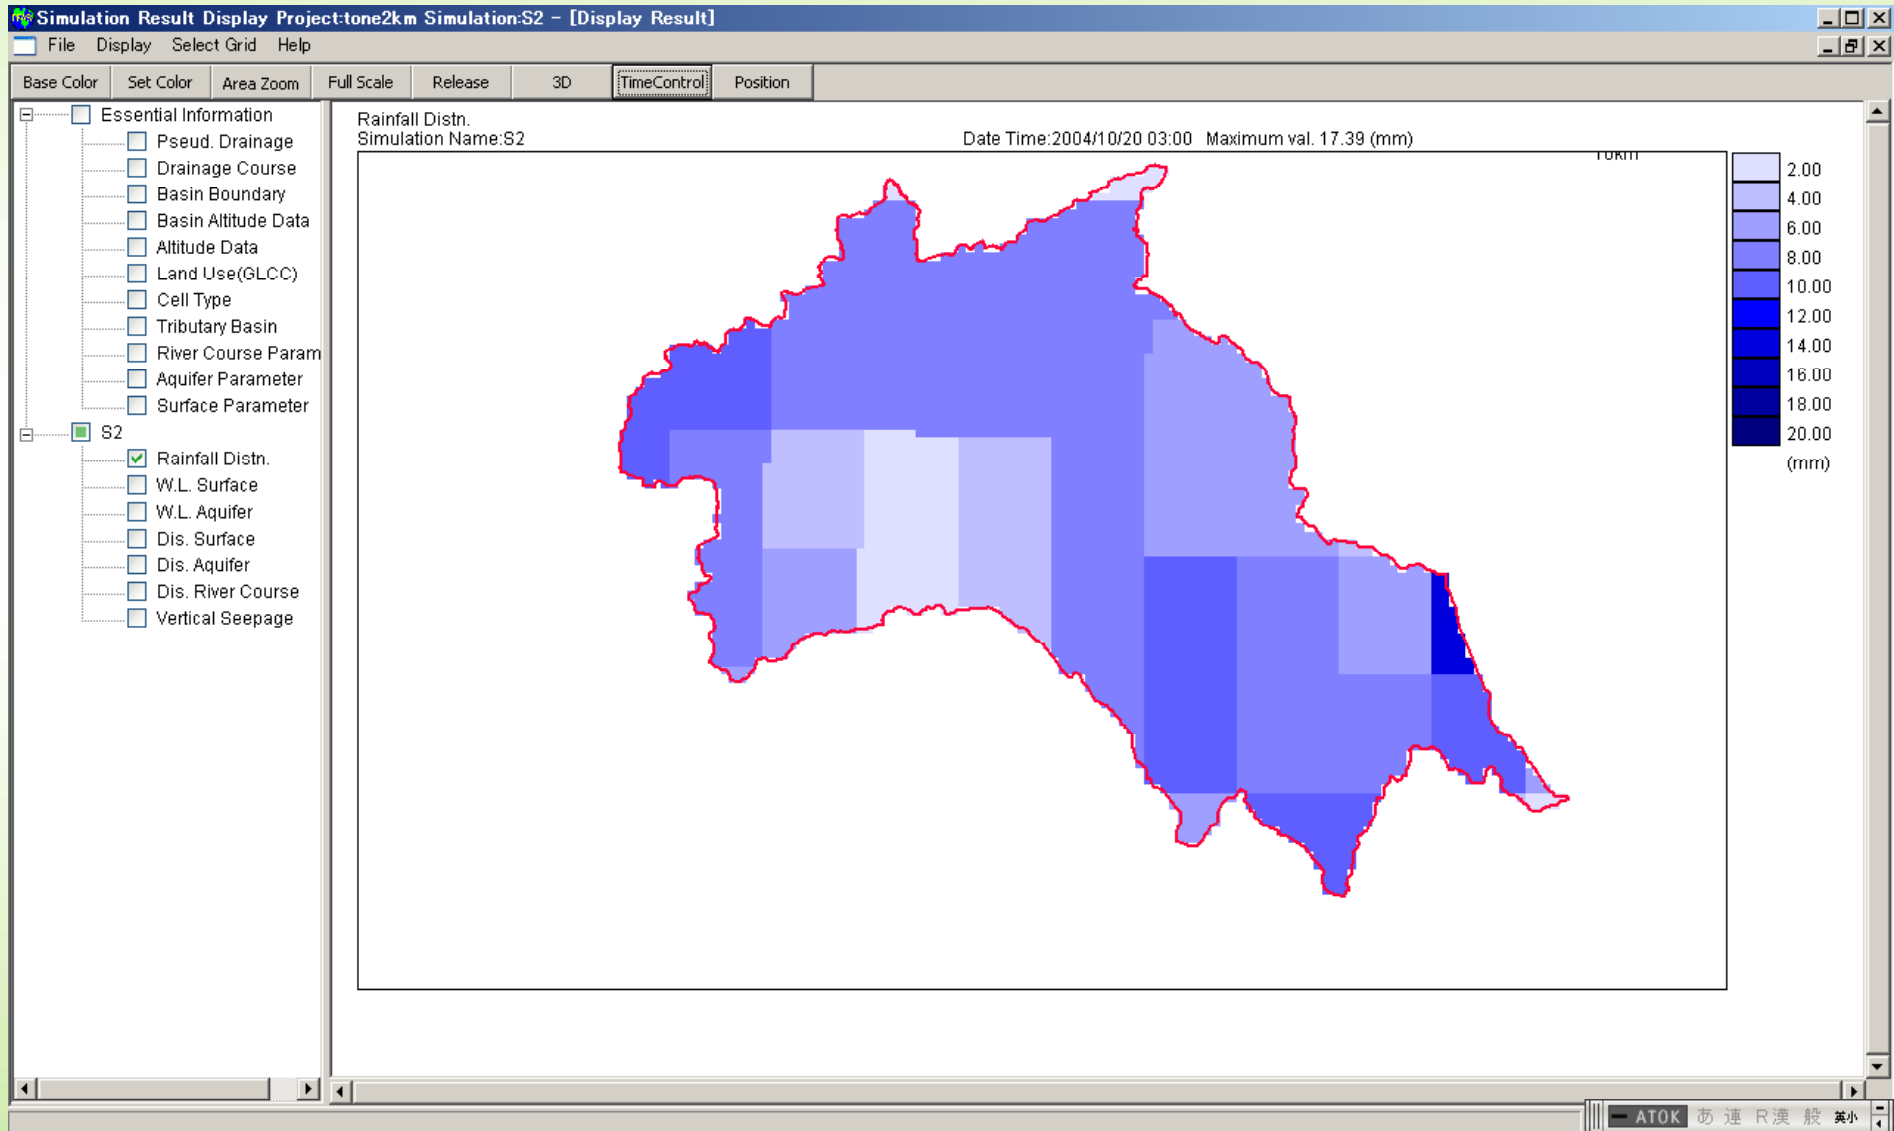 Simulation Result Display Project:tone2km Simulation:S2 - [Display Result]
File Display Select Grid Help
Base Color Set Color Area Zoom Full Scale Release 3D TimeControl Position
Essential Information
Pseud. Drainage
Drainage Course
Basin Boundary
Basin Altitude Data
Altitude Data
Land Use(GLCC)
Cell Type
Tributary Basin
River Course Param
Aquifer Parameter
Surface Parameter
S2
Rainfall Distn.
W.L. Surface
W.L. Aquifer
Dis. Surface
Dis. Aquifer
Dis. River Course
Vertical Seepage
Rainfall Distn.
Simulation Name:S2
Date Time:2004/10/20 03:00 Maximum val. 17.39 (mm)
10km
2.00
4.00
6.00
8.00
10.00
12.00
14.00
16.00
18.00
20.00
(mm)
ATOK あ 連 R漢 般 英小